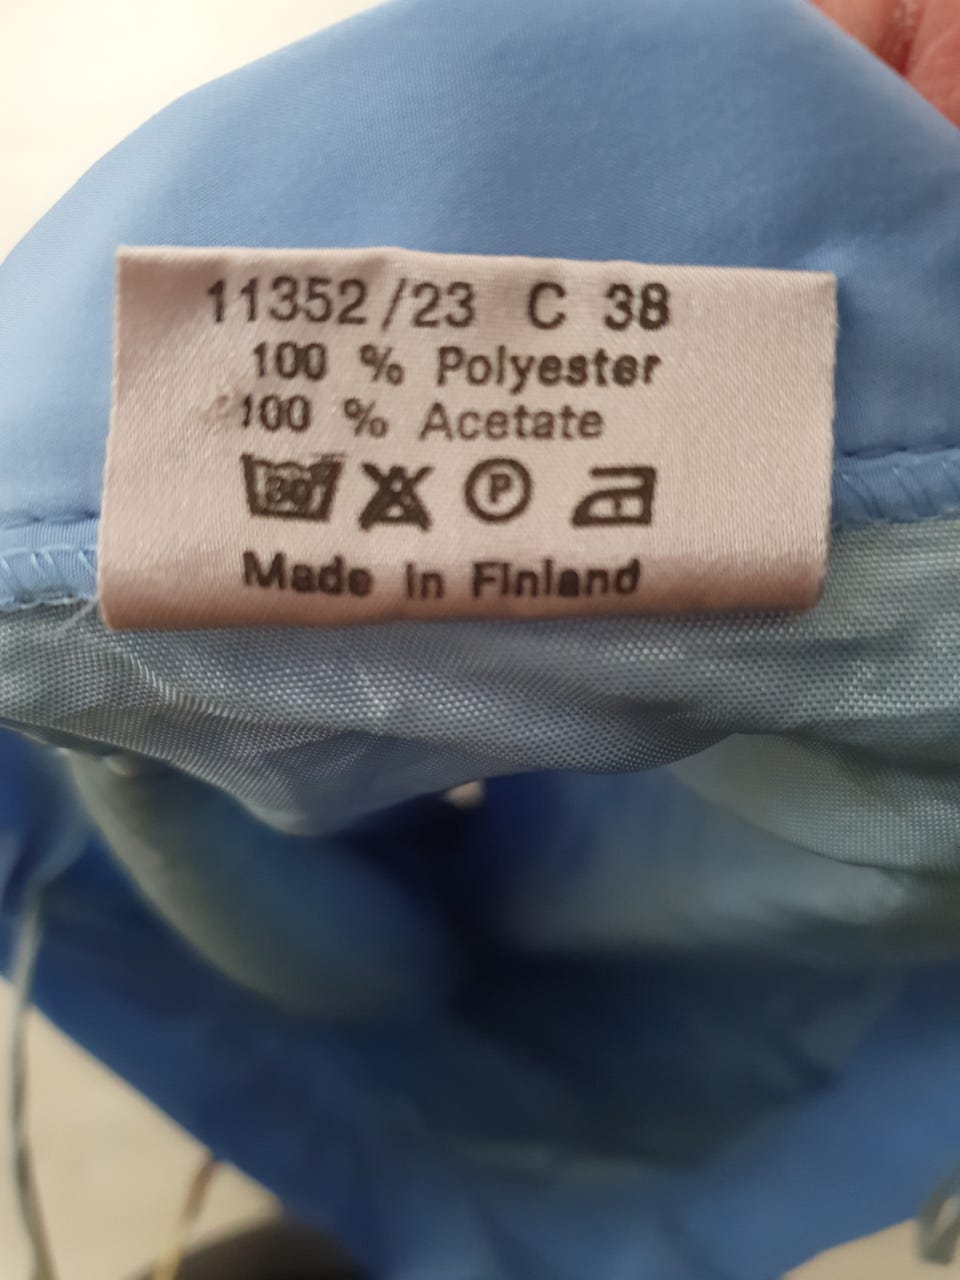 11352/23 C 38
100 % Polyester
100 % Acetate
30 P
Made in Finland